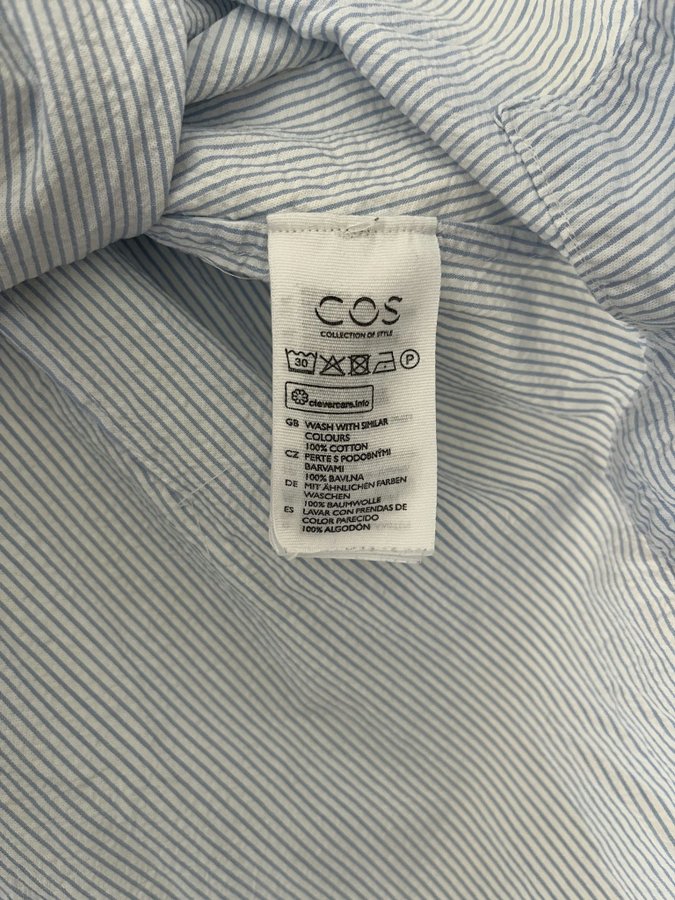 COS
COLLECTION OF STYLE
30 P
clevercare.info
GB WASH WITH SIMILAR
COLOURS
100% COTTON
CZ PERTE S PODOBNÝMI
BARVAMI
100% BAVLNA
DE MIT ÄHNLICHEN FARBEN
WASCHEN
100% BAUMWOLLE
ES LAVAR CON PRENDAS DE
COLOR PARECIDO
100% ALGODÓN